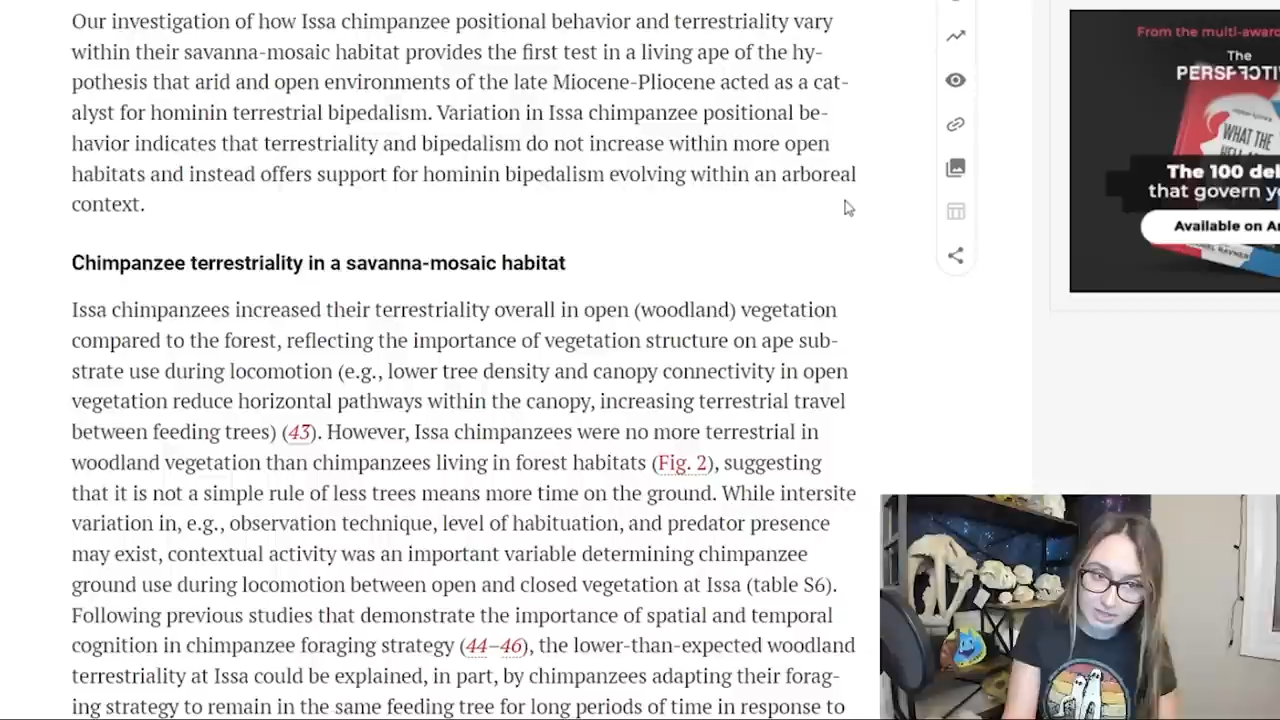 Our investigation of how Issa chimpanzee positional behavior and terrestriality vary
within their savanna-mosaic habitat provides the first test in a living ape of the hy-
pothesis that arid and open environments of the late Miocene-Pliocene acted as a cat-
alyst for hominin terrestrial bipedalism. Variation in Issa chimpanzee positional be-
havior indicates that terrestriality and bipedalism do not increase within more open
habitats and instead offers support for hominin bipedalism evolving within an arboreal
context.
Chimpanzee terrestriality in a savanna-mosaic habitat
Issa chimpanzees increased their terrestriality overall in open (woodland) vegetation
compared to the forest, reflecting the importance of vegetation structure on ape sub-
strate use during locomotion (e.g., lower tree density and canopy connectivity in open
vegetation reduce horizontal pathways within the canopy, increasing terrestrial travel
between feeding trees) (43). However, Issa chimpanzees were no more terrestrial in
woodland vegetation than chimpanzees living in forest habitats (Fig. 2), suggesting
that it is not a simple rule of less trees means more time on the ground. While intersite
variation in, e.g., observation technique, level of habituation, and predator presence
may exist, contextual activity was an important variable determining chimpanzee
ground use during locomotion between open and closed vegetation at Issa (table S6).
Following previous studies that demonstrate the importance of spatial and temporal
cognition in chimpanzee foraging strategy (44–46), the lower-than-expected woodland
terrestriality at Issa could be explained, in part, by chimpanzees adapting their forag-
ing strategy to remain in the same feeding tree for long periods of time in response to
From the multi-awar
The
PERSPECTI
WHAT THE
The 100 del
that govern y
Available on A